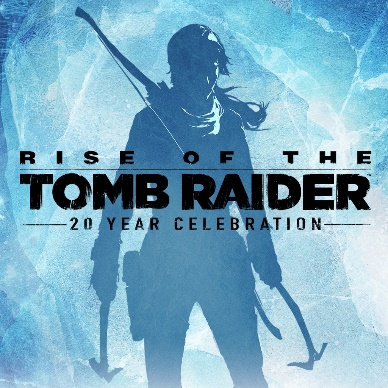 RISE OF THE
TOMB RAIDER
20 YEAR CELEBRATION